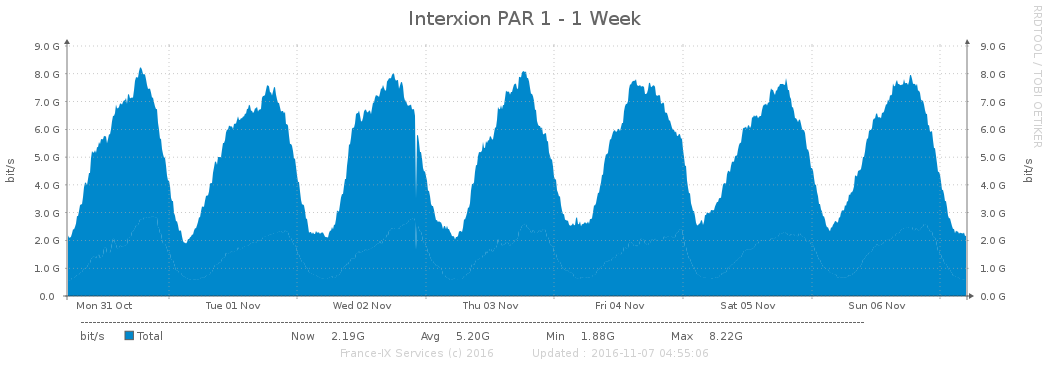 Interxion PAR 1 - 1 Week
RRDTOOL / TOBI OETIKER
9.0 G 9.0 G
8.0 G 8.0 G
7.0 G 7.0 G
6.0 G 6.0 G
5.0 G 5.0 G
4.0 G 4.0 G
3.0 G 3.0 G
2.0 G 2.0 G
1.0 G 1.0 G
0.0 0.0 G
bit/s bit/s
Mon 31 Oct Tue 01 Nov Wed 02 Nov Thu 03 Nov Fri 04 Nov Sat 05 Nov Sun 06 Nov
bit/s Total Now 2.19G Avg 5.20G Min 1.88G Max 8.22G
France-IX Services (c) 2016 Updated : 2016-11-07 04:55:06